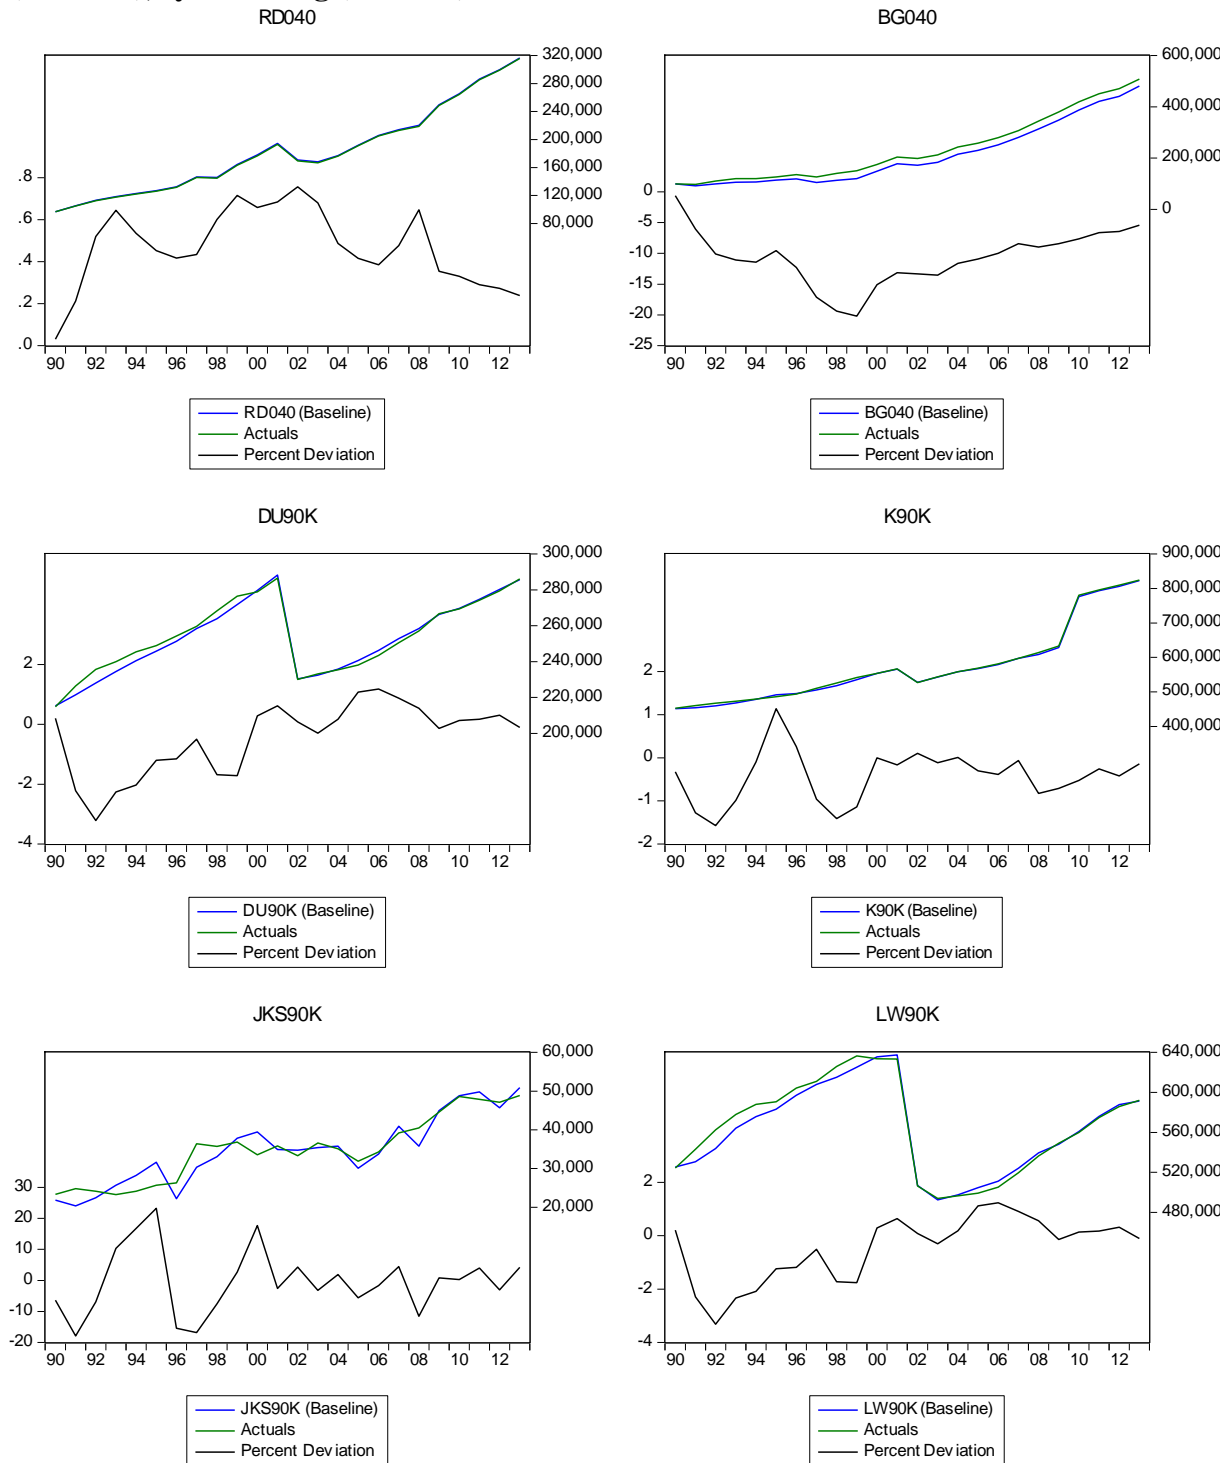 RD040
320,000
280,000
240,000
200,000
160,000
120,000
80,000
.8
.6
.4
.2
.0
90 92 94 96 98 00 02 04 06 08 10 12
RD040 (Baseline)
Actuals
Percent Deviation
BG040
600,000
400,000
200,000
0
0
-5
-10
-15
-20
-25
90 92 94 96 98 00 02 04 06 08 10 12
BG040 (Baseline)
Actuals
Percent Deviation
DU90K
300,000
280,000
260,000
240,000
220,000
200,000
2
0
-2
-4
90 92 94 96 98 00 02 04 06 08 10 12
DU90K (Baseline)
Actuals
Percent Deviation
K90K
900,000
800,000
700,000
600,000
500,000
400,000
2
1
0
-1
-2
90 92 94 96 98 00 02 04 06 08 10 12
K90K (Baseline)
Actuals
Percent Deviation
JKS90K
60,000
50,000
40,000
30,000
20,000
30
20
10
0
-10
-20
90 92 94 96 98 00 02 04 06 08 10 12
JKS90K (Baseline)
Actuals
Percent Deviation
LW90K
640,000
600,000
560,000
520,000
480,000
2
0
-2
-4
90 92 94 96 98 00 02 04 06 08 10 12
LW90K (Baseline)
Actuals
Percent Deviation